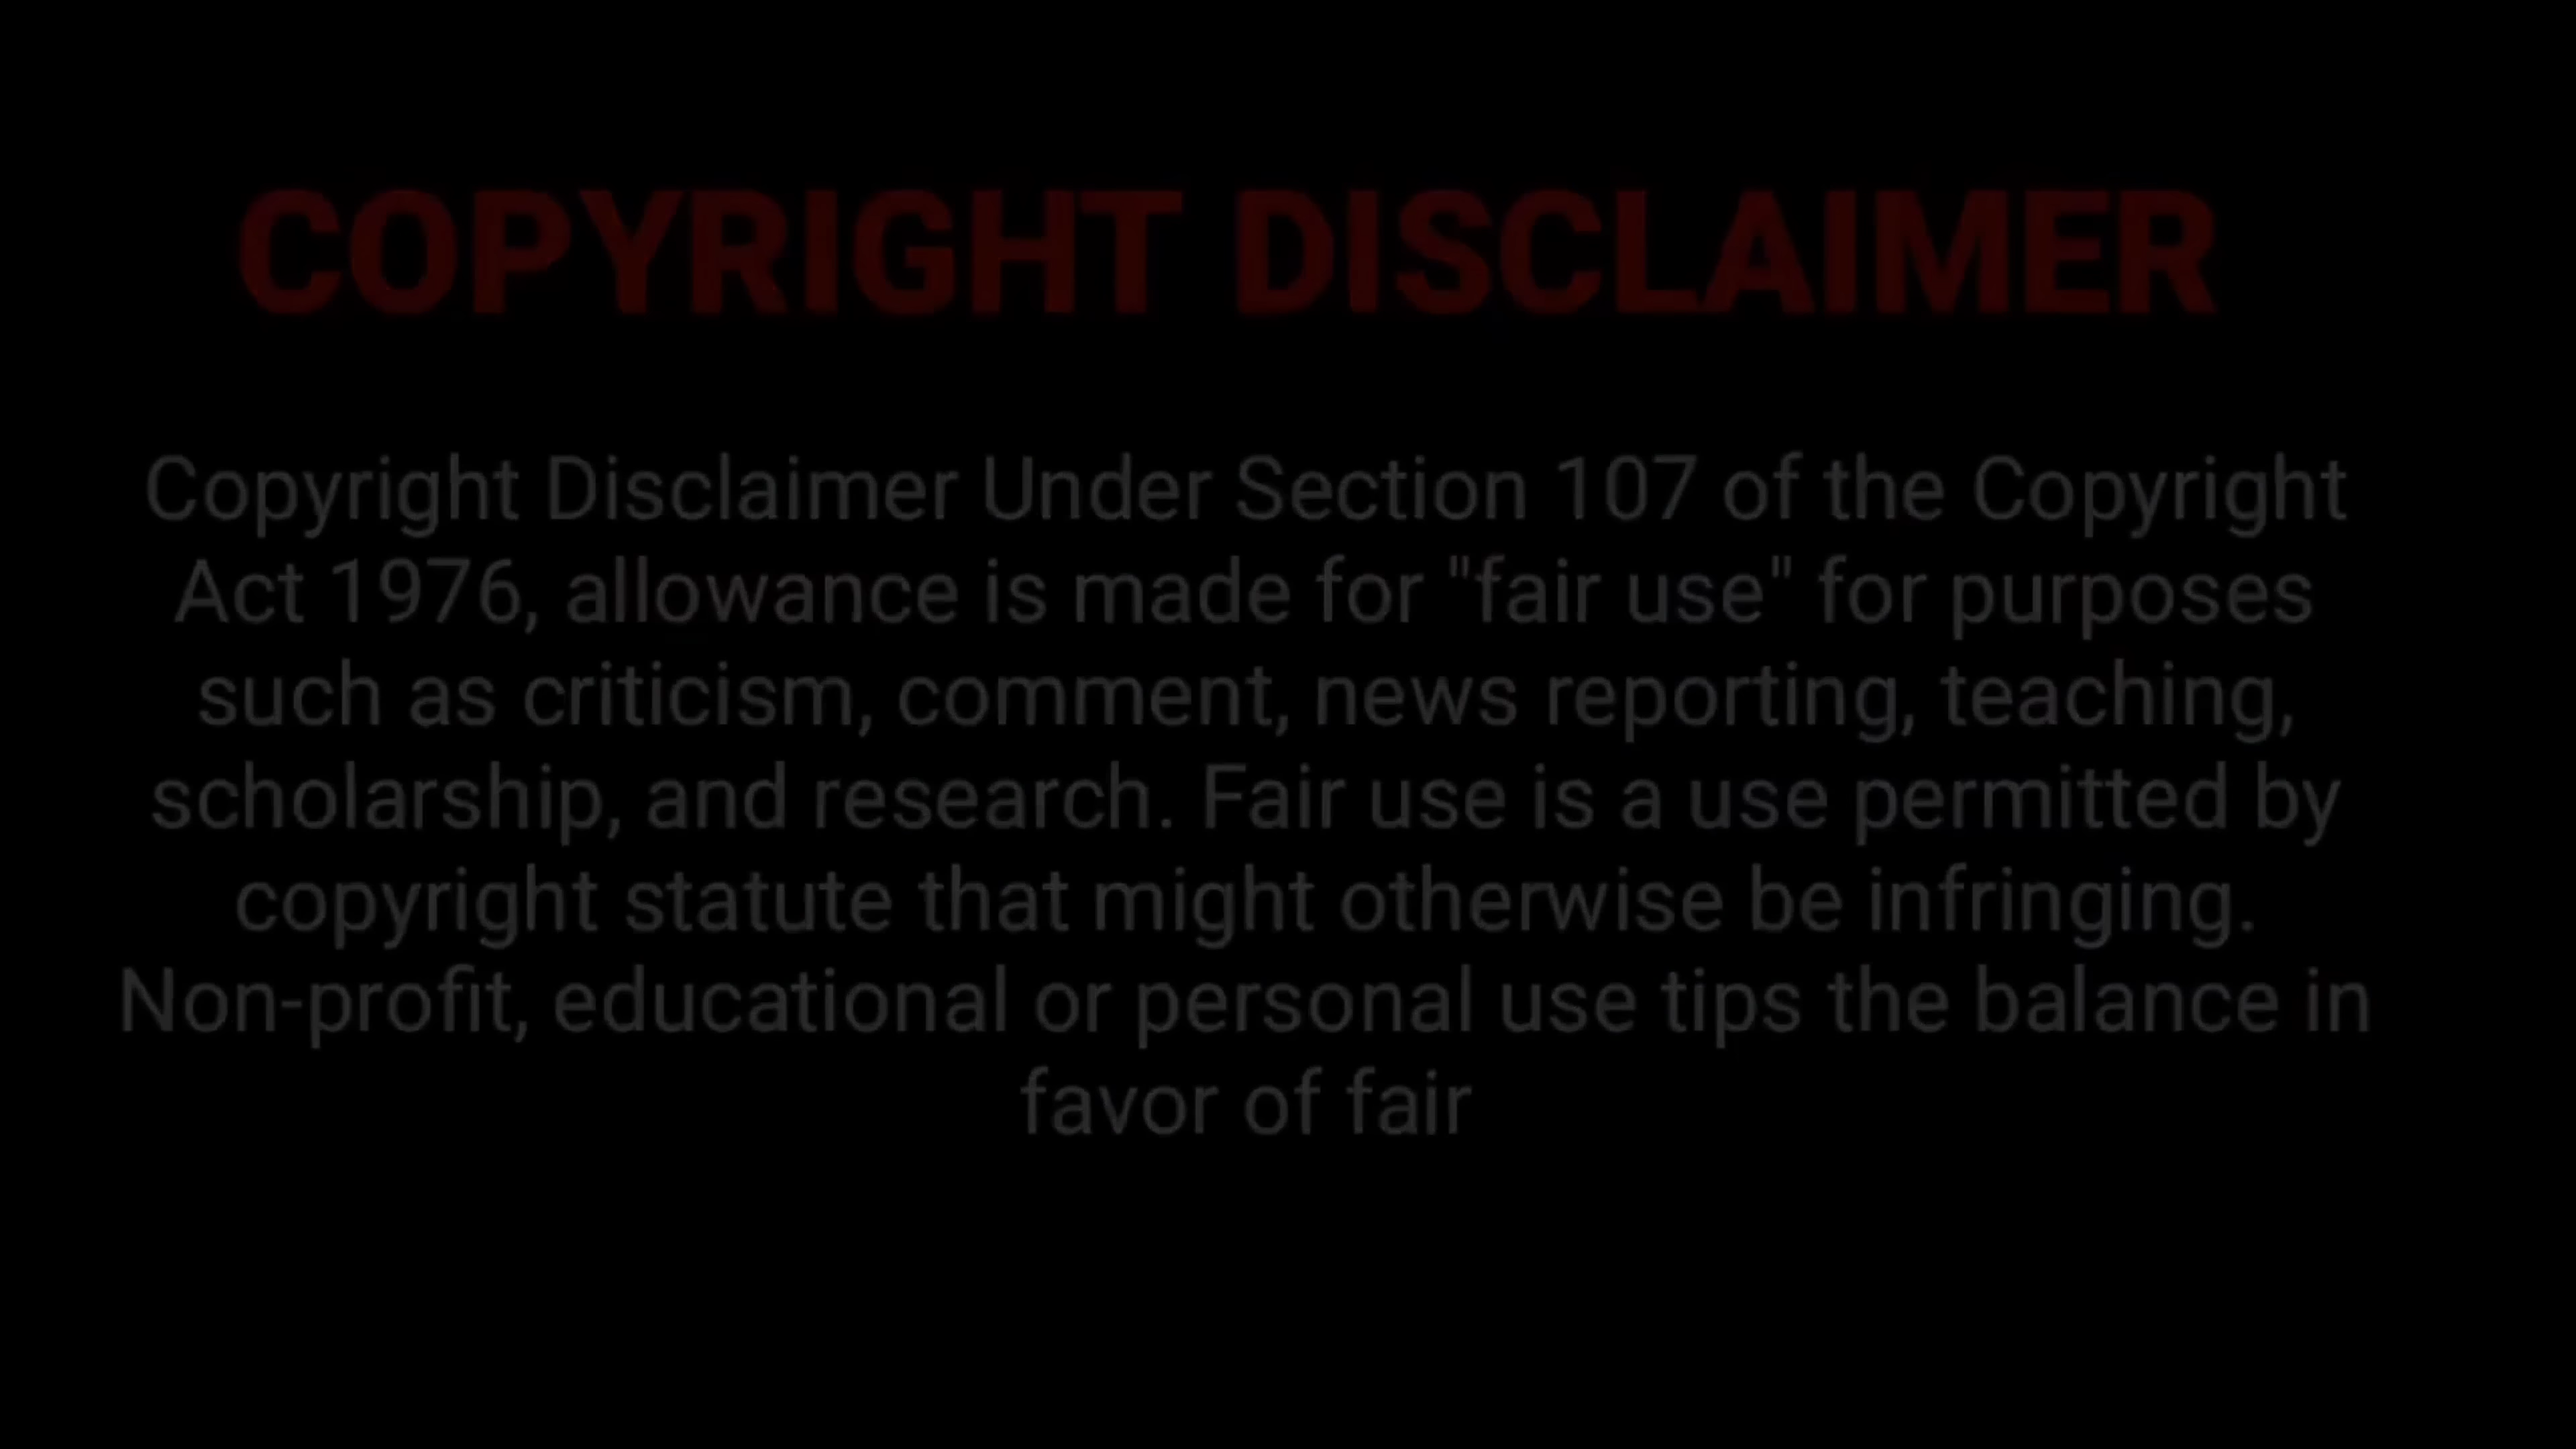 COPYRIGHT DISCLAIMER
Copyright Disclaimer Under Section 107 of the Copyright
Act 1976, allowance is made for "fair use" for purposes
such as criticism, comment, news reporting, teaching,
scholarship, and research. Fair use is a use permitted by
copyright statute that might otherwise be infringing.
Non-profit, educational or personal use tips the balance in
favor of fair